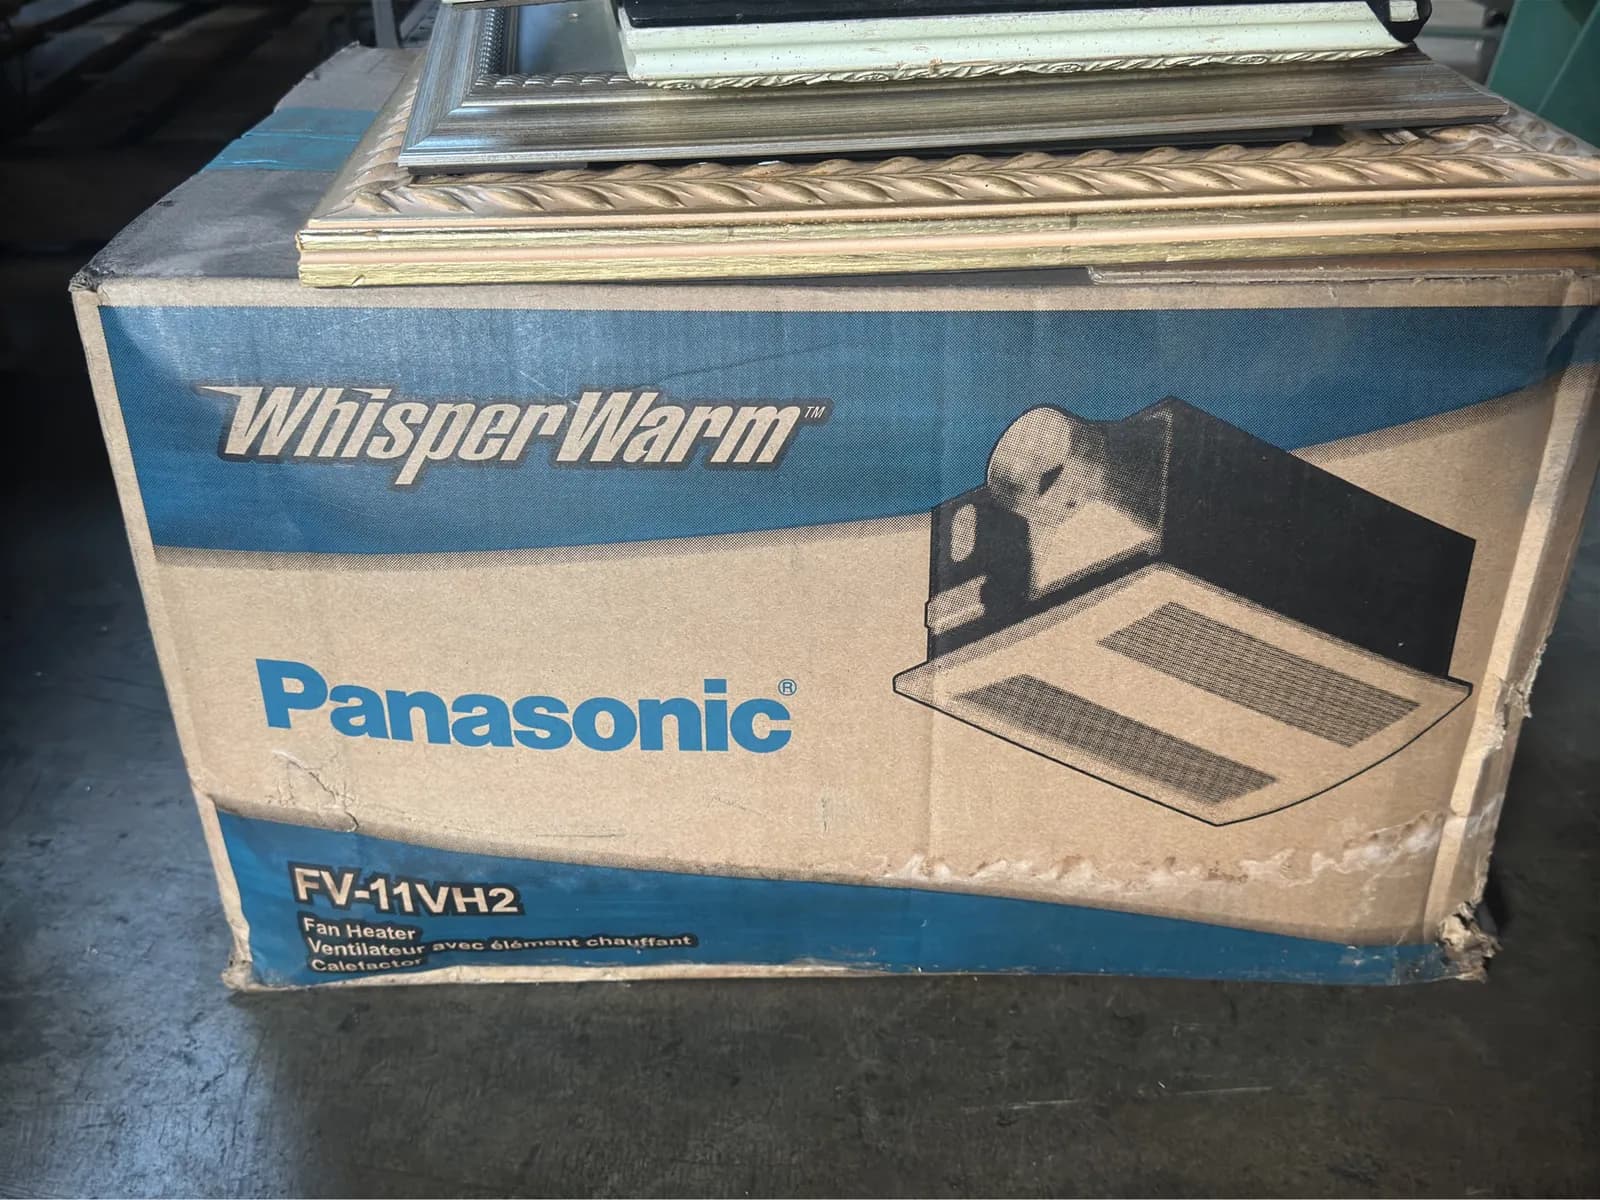 WhisperWarm™
Panasonic®
FV-11VH2
Fan Heater
Ventilateur avec élément chauffant
Calefactor